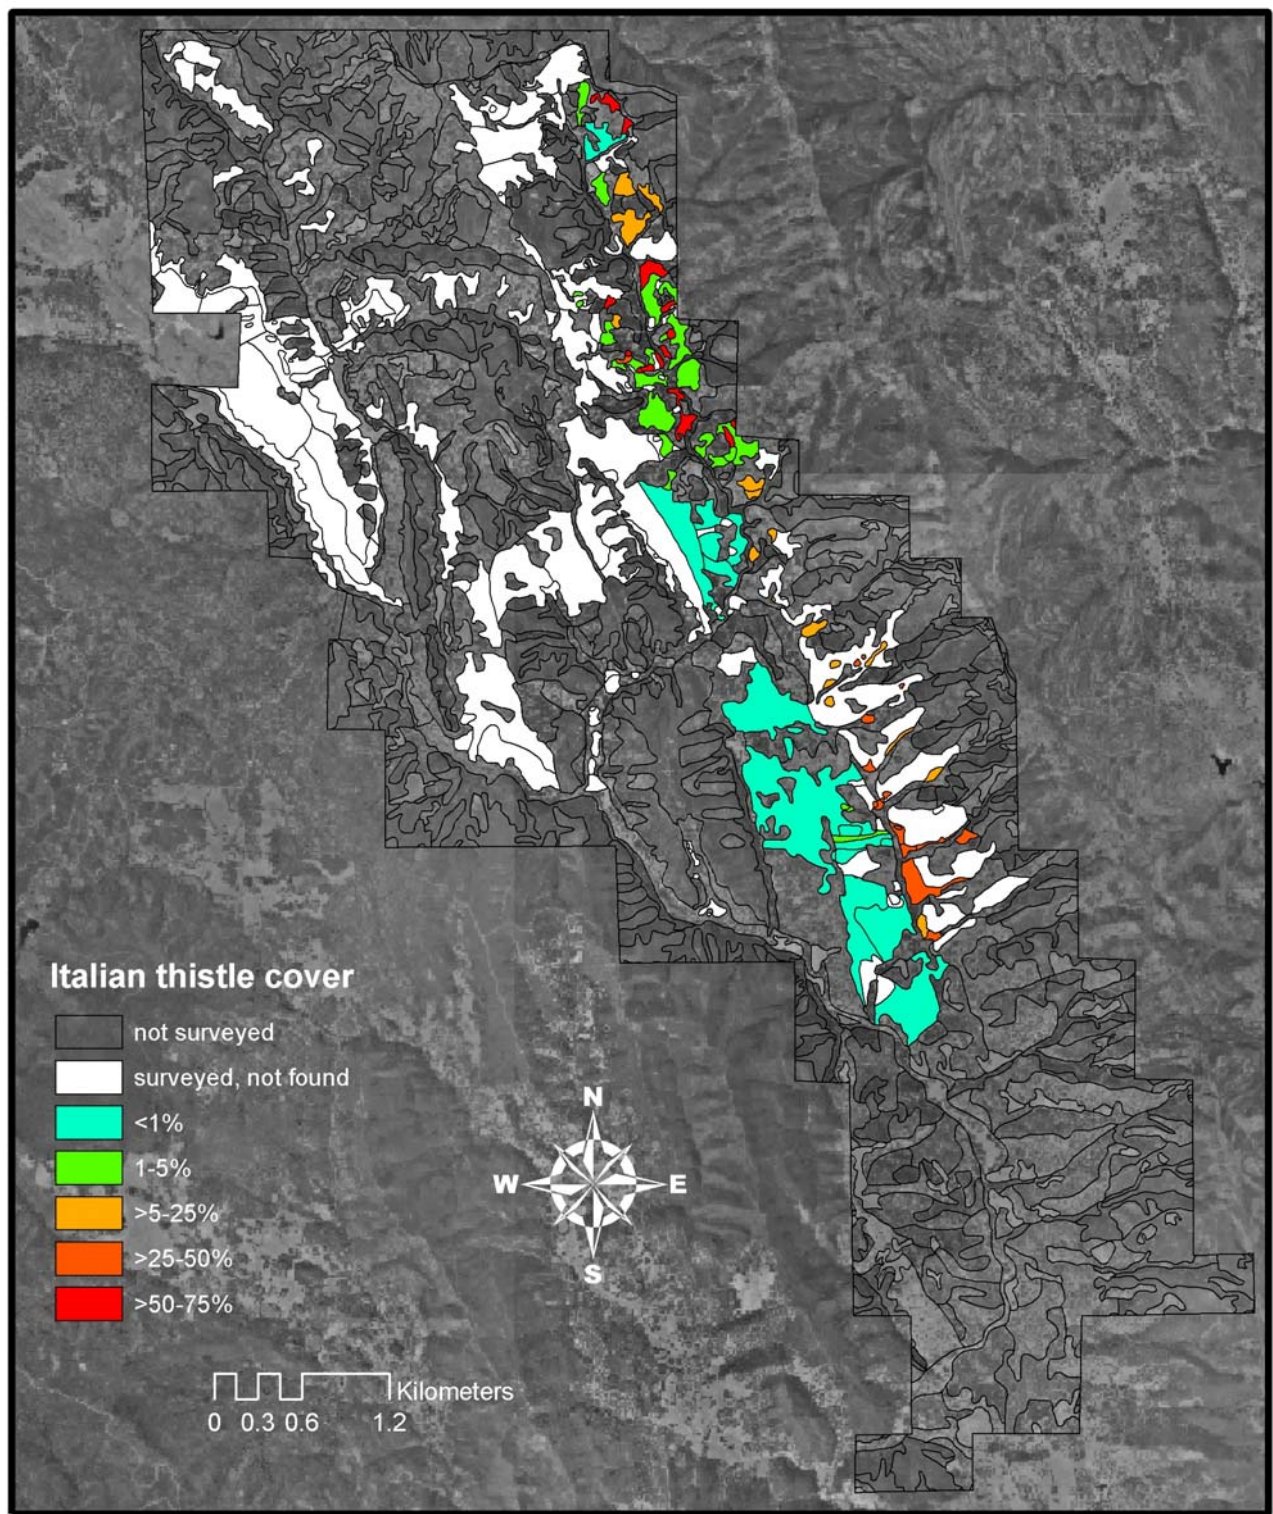 Italian thistle cover
not surveyed
surveyed, not found
<1%
1-5%
>5-25%
>25-50%
>50-75%
N
W E
S
Kilometers
0 0.3 0.6 1.2